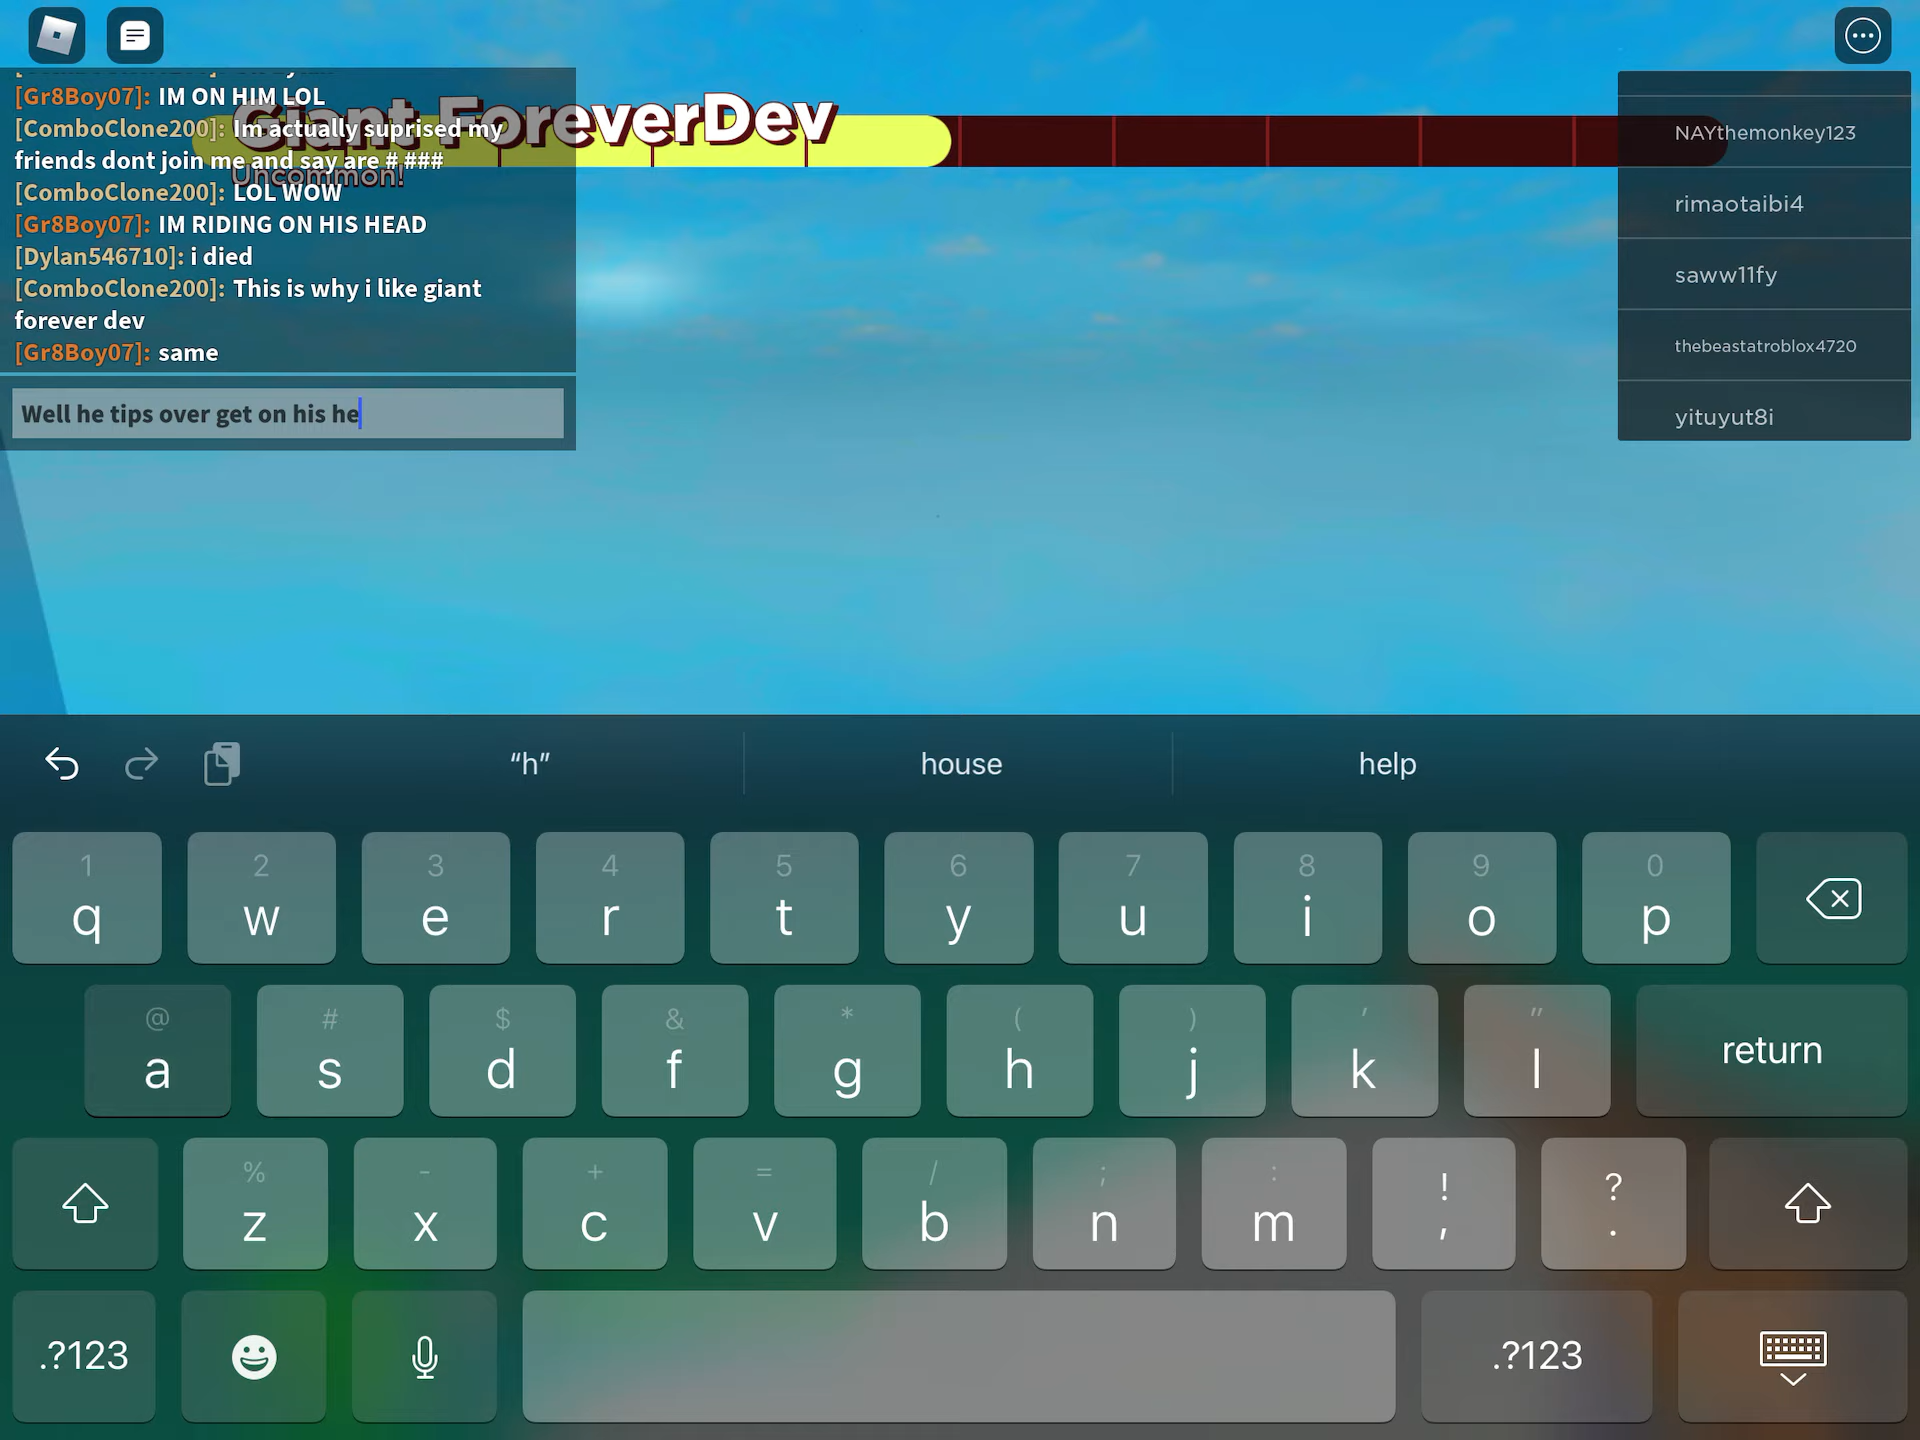 Giant ForeverDev
Uncommon!
[Gr8Boy07]: IM ON HIM LOL
[ComboClone200]: Im actually suprised my
friends dont join me and say are # ###
[ComboClone200]: LOL WOW
[Gr8Boy07]: IM RIDING ON HIS HEAD
[Dylan546710]: i died
[ComboClone200]: This is why i like giant
forever dev
[Gr8Boy07]: same
Well he tips over get on his he
NAYthemonkey123
rimaotaibi4
saww11fy
thebeastatroblox4720
yituyut8i
“h” house help
1 2 3 4 5 6 7 8 9 0
q w e r t y u i o p
@ # $ & * ( ) ' "
a s d f g h j k l return
% - + = / ; : ! ?
z x c v b n m , .
.?123 .?123